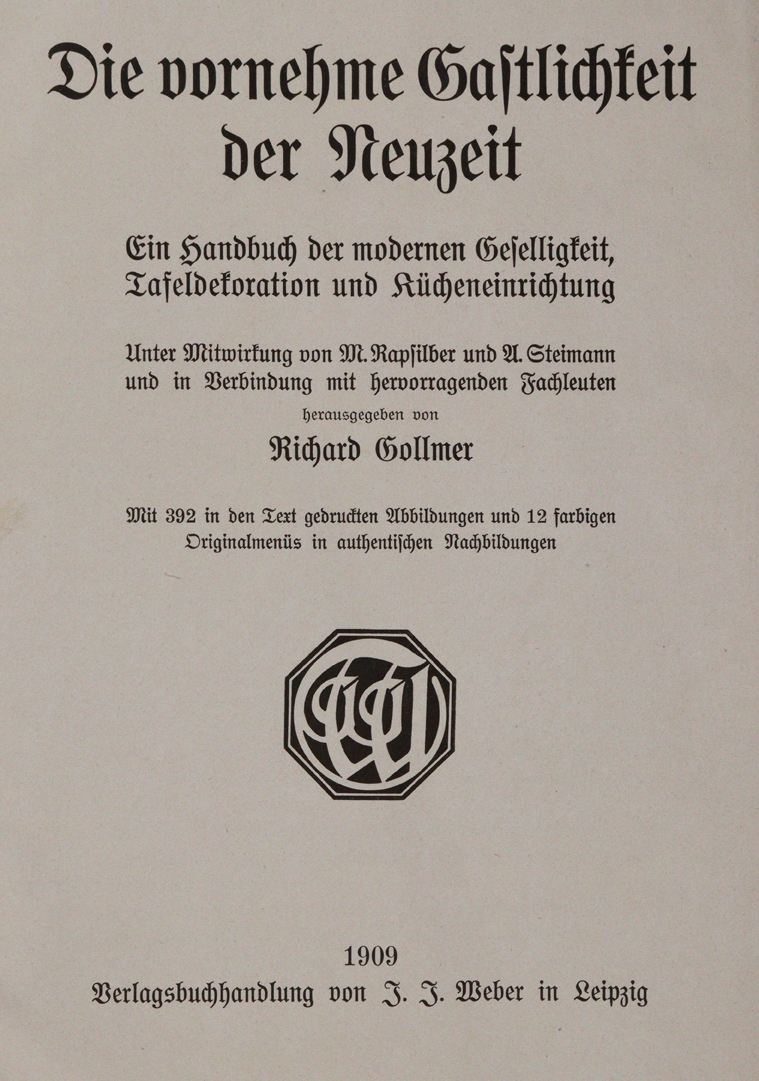 Die vornehme Gastlichkeit
der Neuzeit
Ein Handbuch der modernen Geselligkeit,
Tafeldekoration und Kücheneinrichtung
Unter Mitwirkung von M. Rapsilber und A. Steimann
und in Verbindung mit hervorragenden Fachleuten
herausgegeben von
Richard Gollmer
Mit 392 in den Text gedruckten Abbildungen und 12 farbigen
Originalmenüs in authentischen Nachbildungen
1909
Verlagsbuchhandlung von J. J. Weber in Leipzig